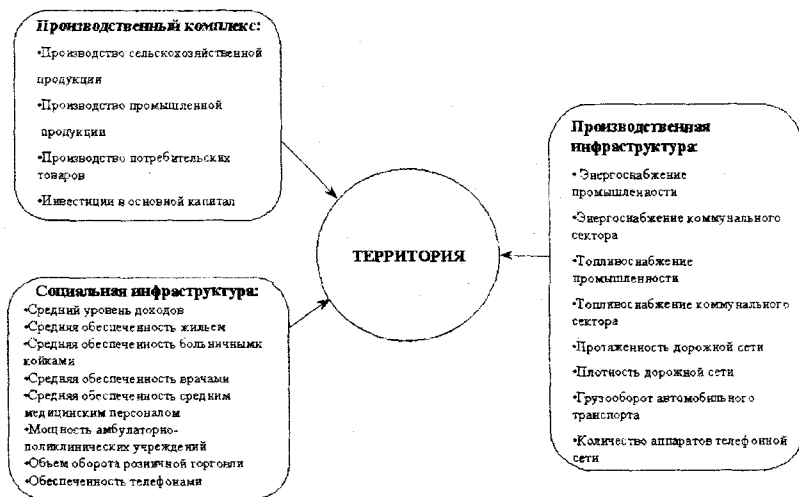 Производственный комплекс:
•Производство сельскохозяйственной
продукции
•Производство промышленной
продукции
•Производство потребительских
товаров
•Инвестиции в основной капитал
Социальная инфраструктура:
•Средний уровень доходов
•Средняя обеспеченность жильем
•Средняя обеспеченность больничными
койками
•Средняя обеспеченность врачами
•Средняя обеспеченность средним
медицинским персоналом
•Мощность амбулаторно-
поликлинических учреждений
•Объем оборота розничной торговли
•Обеспеченность телефонами
ТЕРРИТОРИЯ
Производственная
инфраструктура:
• Энергоснабжение
промышленности
•Энергоснабжение коммунального
сектора
•Топливоснабжение
промышленности
•Топливоснабжение коммунального
сектора
•Протяженность дорожной сети
•Плотность дорожной сети
•Грузооборот автомобильного
транспорта
•Количество аппаратов телефонной
сети